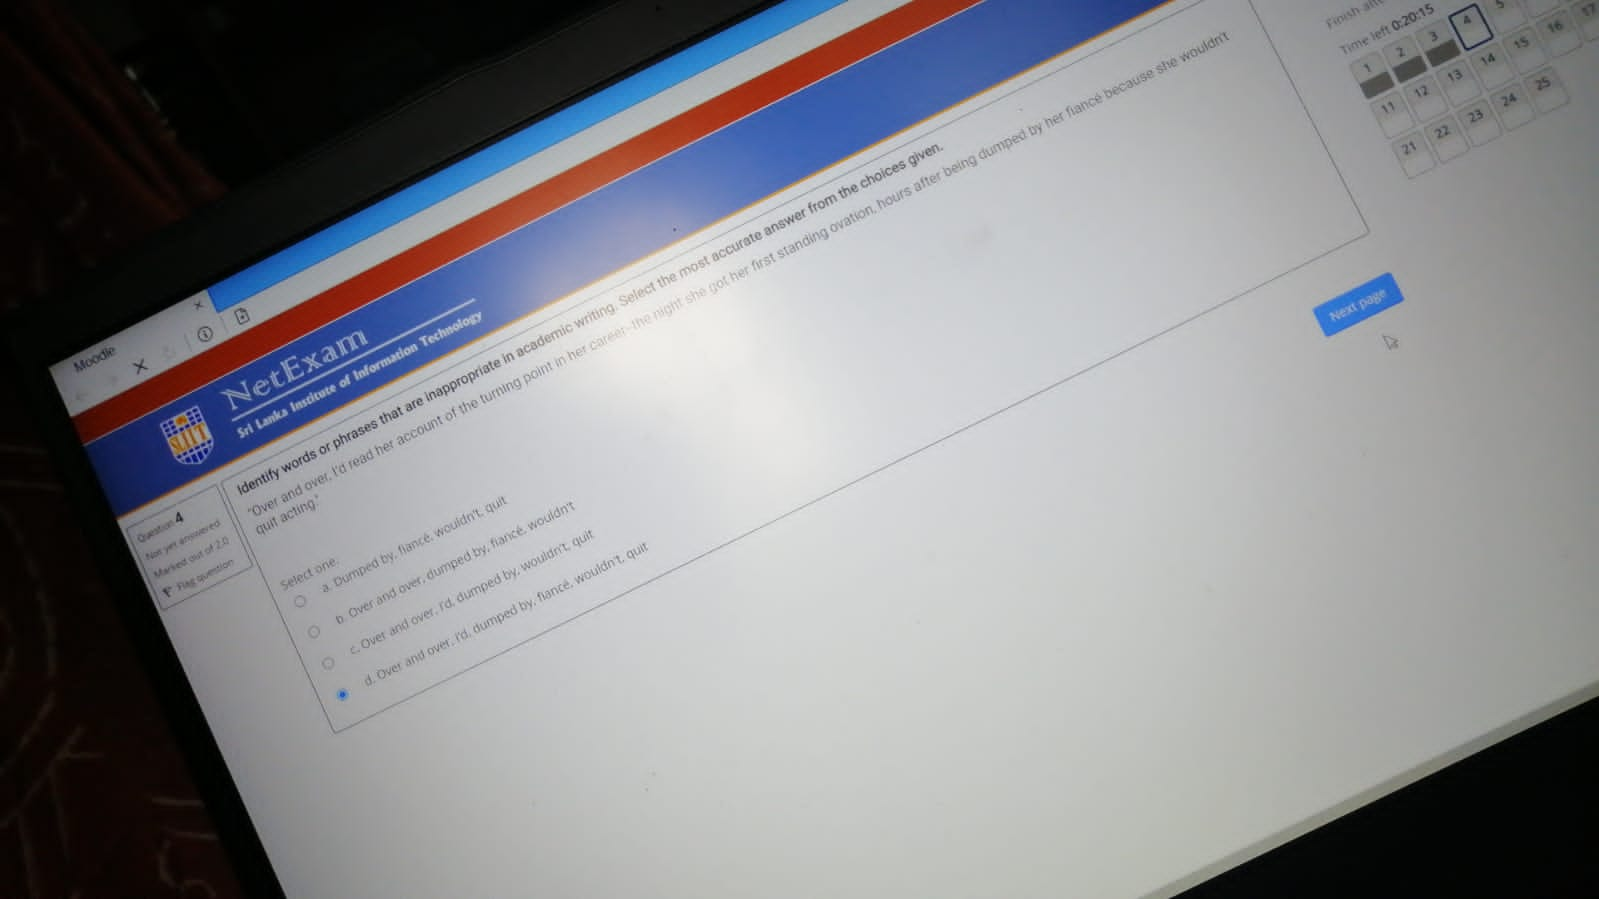 Moodle
NetExam
Sri Lanka Institute of Information Technology
SLIIT
Question 4
Not yet answered
Marked out of 2.0
Flag question
Identify words or phrases that are inappropriate in academic writing. Select the most accurate answer from the choices given.
"Over and over, I'd read her account of the turning point in her career–the night she got her first standing ovation, hours after being dumped by her fiancé because she wouldn't
quit acting."
Select one:
a. Dumped by, fiancé, wouldn't, quit
b. Over and over, dumped by, fiancé, wouldn't
c. Over and over, I'd, dumped by, wouldn't, quit
d. Over and over, I'd, dumped by, fiancé, wouldn't, quit
Next page
Finish
Time left 0:20:15
1 2 3 4 5
11 12 13 14 15 16 17
21 22 23 24 25